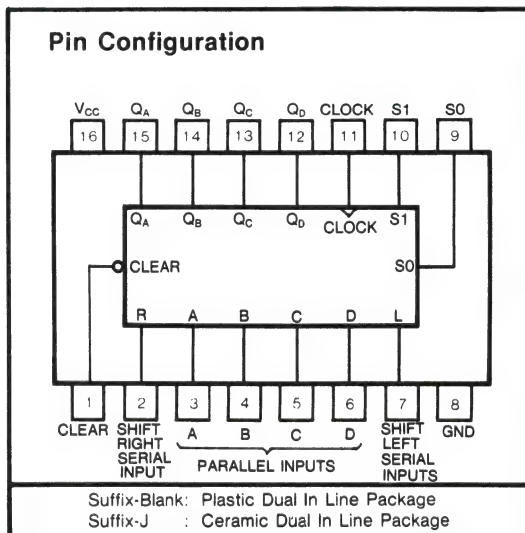 Pin Configuration
VCC QA QB QC QD CLOCK S1 S0
16 15 14 13 12 11 10 9
QA QB QC QD CLOCK S1
CLEAR S0
R A B C D L
1 2 3 4 5 6 7 8
CLEAR SHIFT RIGHT SERIAL INPUT A B C D SHIFT LEFT SERIAL INPUTS GND
PARALLEL INPUTS
Suffix-Blank: Plastic Dual In Line Package
Suffix-J : Ceramic Dual In Line Package